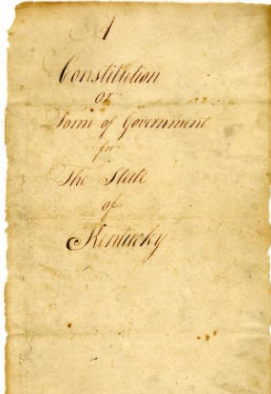 A
Constitution
or
Form of Government
for
The State
of
Kentucky